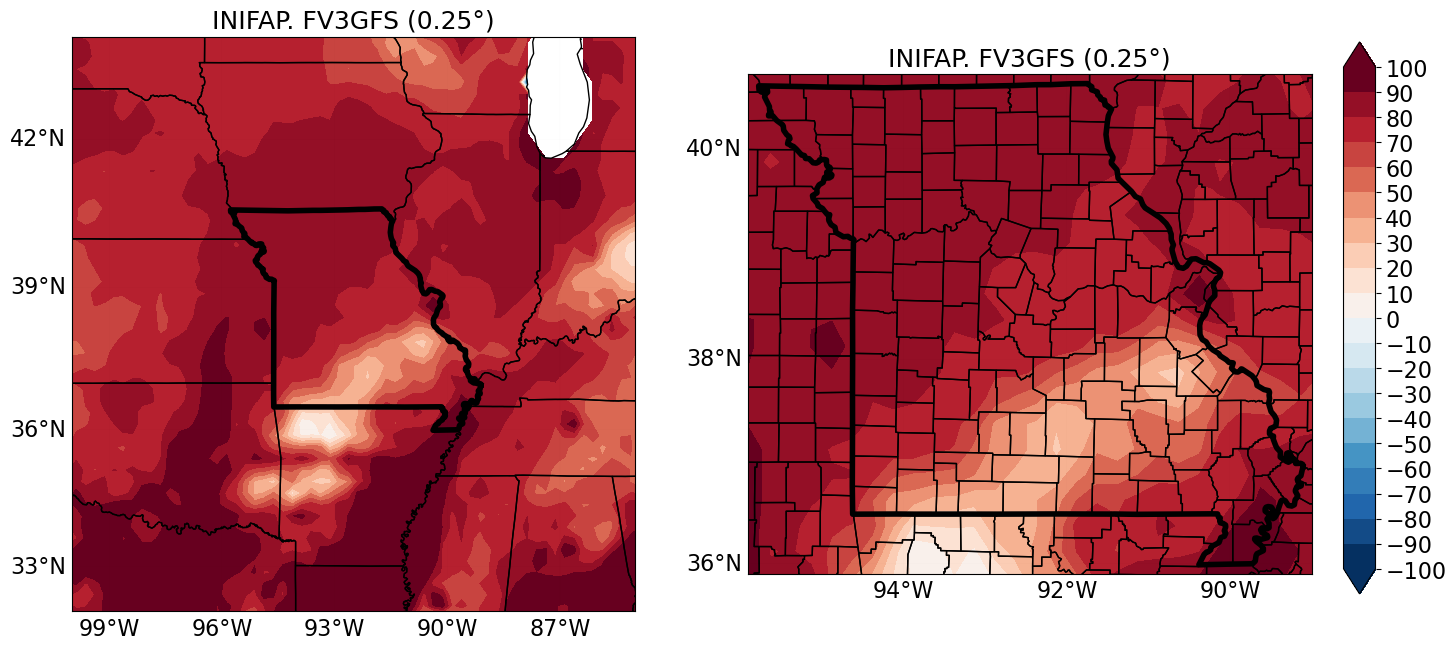 INIFAP. FV3GFS (0.25°)
42°N
39°N
36°N
33°N
99°W 96°W 93°W 90°W 87°W
INIFAP. FV3GFS (0.25°)
40°N
38°N
36°N
94°W 92°W 90°W
100
90
80
70
60
50
40
30
20
10
0
−10
−20
−30
−40
−50
−60
−70
−80
−90
−100